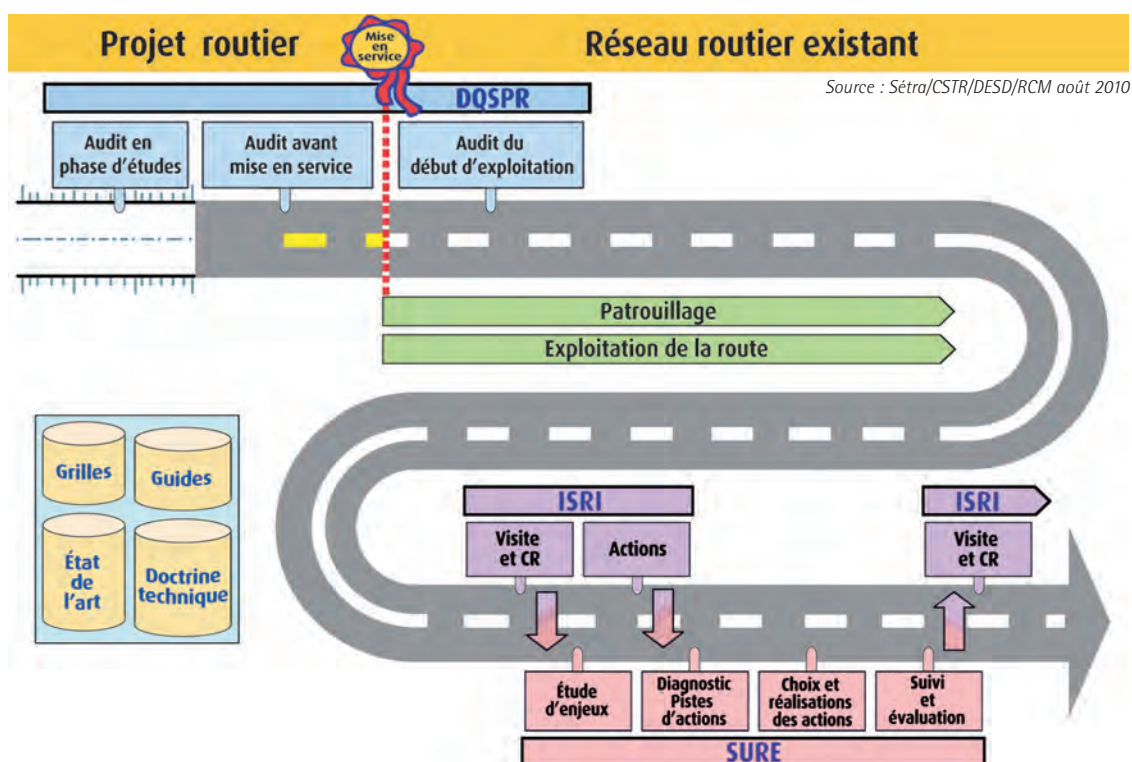 Projet routier
Mise
en
service
Réseau routier existant
Source : Sétra/CSTR/DESD/RCM août 2010
DQSPR
Audit en
phase d'études
Audit avant
mise en service
Audit du
début d'exploitation
Patrouillage
Exploitation de la route
Grilles
Guides
État
de
l'art
Doctrine
technique
ISRI
Visite
et CR
Actions
ISRI
Visite
et CR
Étude
d'enjeux
Diagnostic
Pistes
d'actions
Choix et
réalisations
des actions
Suivi
et
évaluation
SURE